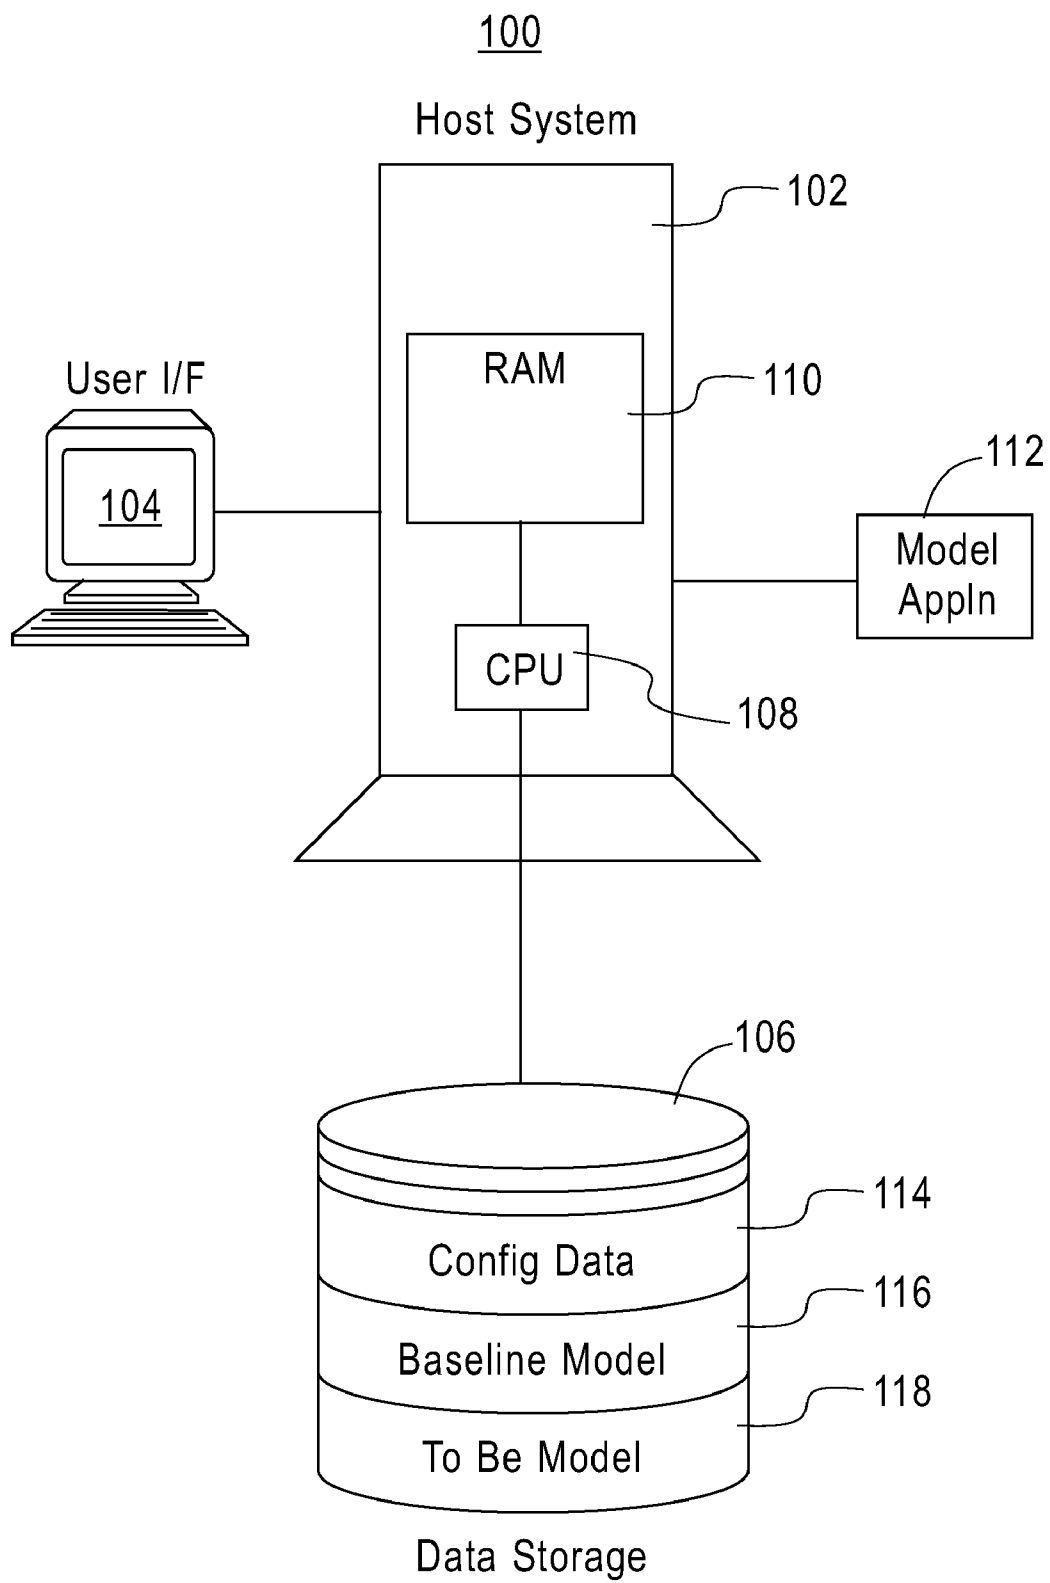 100
Host System
102
RAM
110
User I/F
104
112
Model
Appln
CPU
108
106
114
Config Data
116
Baseline Model
118
To Be Model
Data Storage